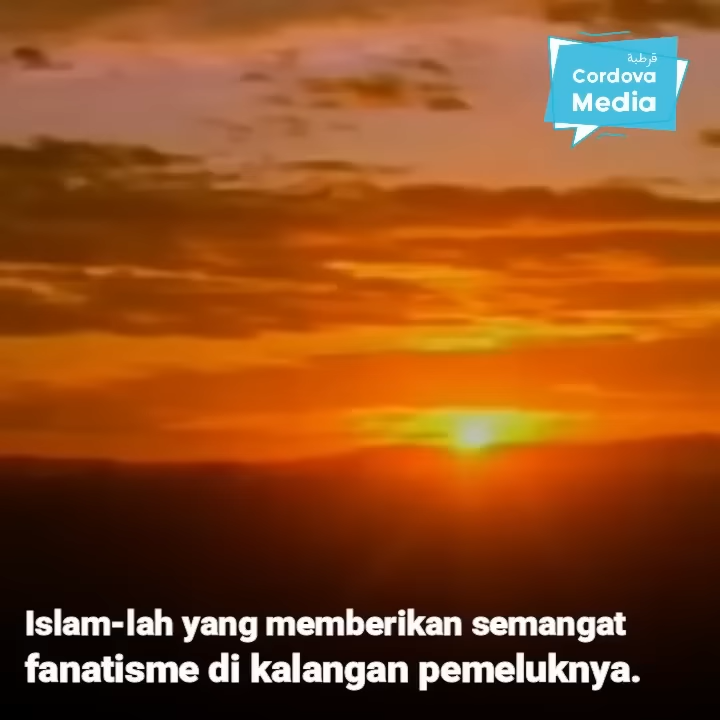 قرطبة
Cordova
Media
Islam-lah yang memberikan semangat
fanatisme di kalangan pemeluknya.